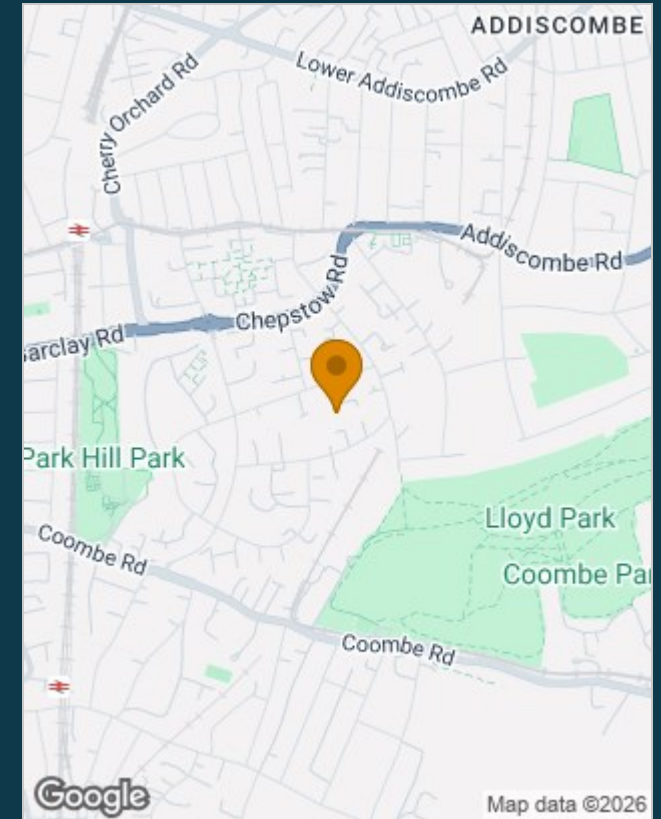 ADDISCOMBE
Lower Addiscombe Rd
Cherry Orchard Rd
Addiscombe Rd
Chepstow Rd
Barclay Rd
Park Hill Park
Lloyd Park
Coombe Par
Coombe Rd
Coombe Rd
Google
Map data ©2026